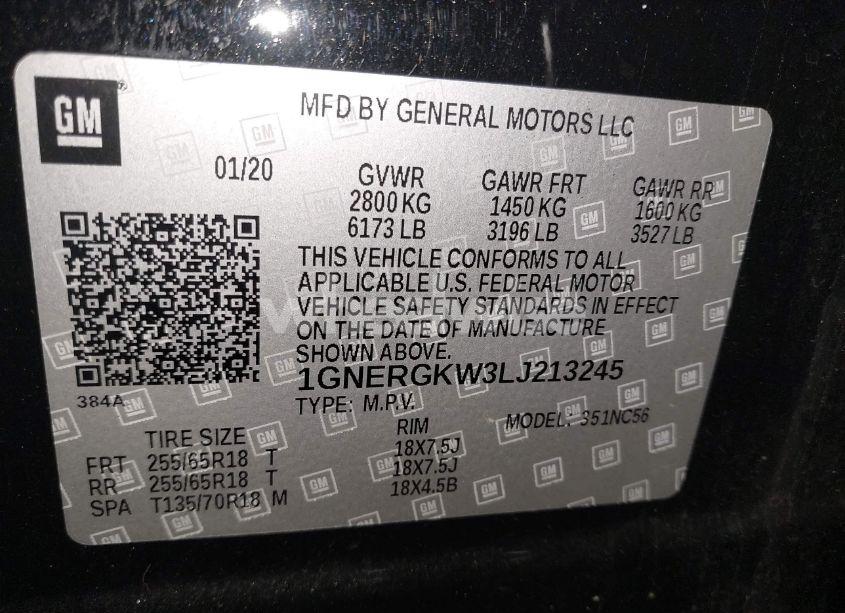 GM
MFD BY GENERAL MOTORS LLC
01/20
GVWR
2800 KG
6173 LB
GAWR FRT
1450 KG
3196 LB
GAWR RR
1600 KG
3527 LB
THIS VEHICLE CONFORMS TO ALL
APPLICABLE U.S. FEDERAL MOTOR
VEHICLE SAFETY STANDARDS IN EFFECT
ON THE DATE OF MANUFACTURE
SHOWN ABOVE.
1GNERGKW3LJ213245
TYPE: M.P.V.
MODEL: 351NC56
384A
TIRE SIZE
RIM
FRT 255/65R18 T 18X7.5J
RR 255/65R18 T 18X7.5J
SPA T135/70R18 M 18X4.5B